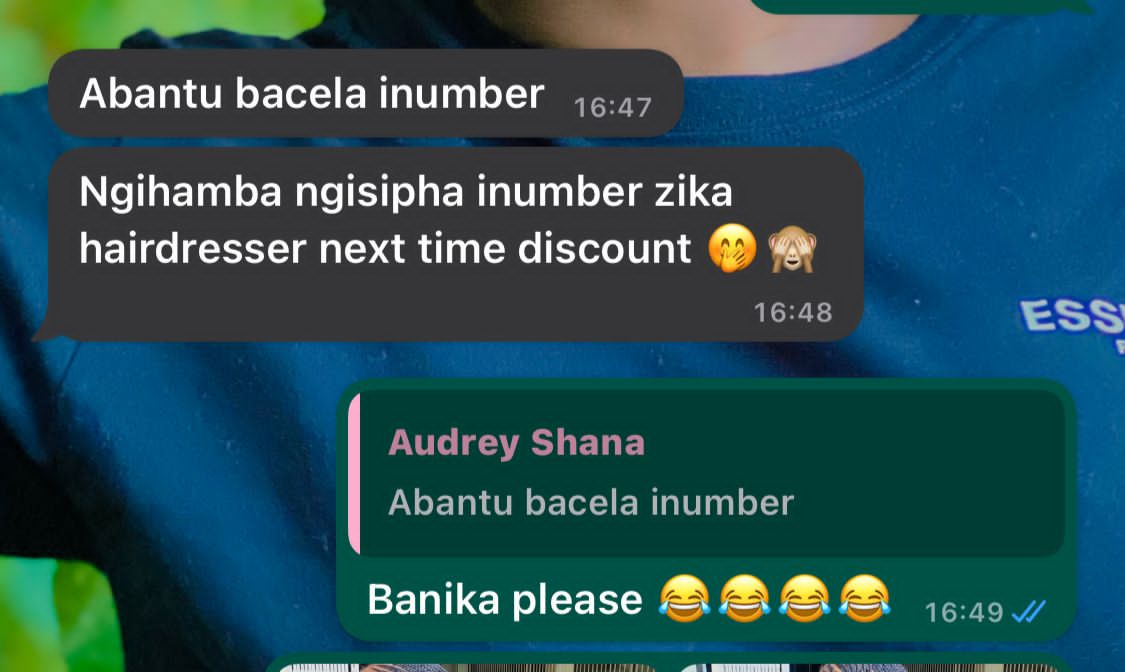 Abantu bacela inumber 16:47
Ngihamba ngisipha inumber zika
hairdresser next time discount 🤭 🙈
16:48
Audrey Shana
Abantu bacela inumber
Banika please 😂 😂 😂 😂 16:49